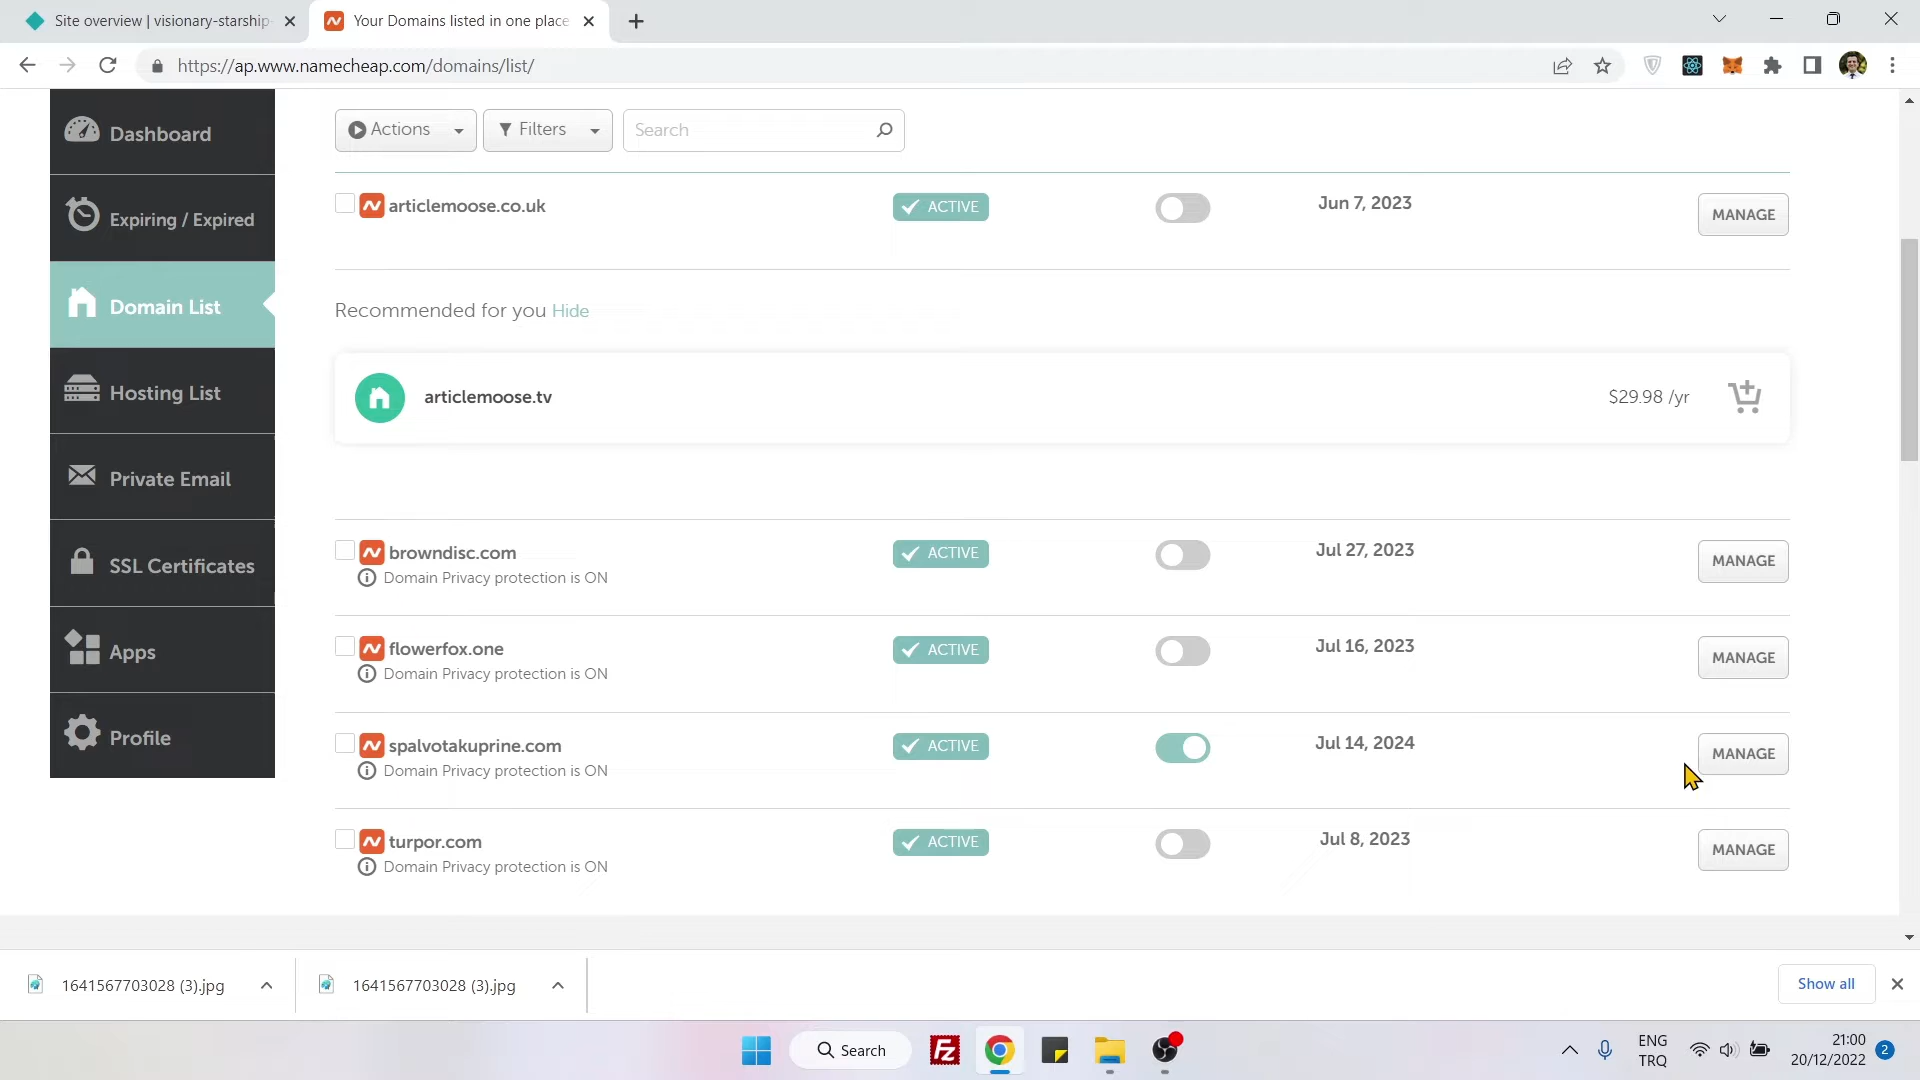 Site overview | visionary-starship-
Your Domains listed in one place
https://ap.www.namecheap.com/domains/list/
Dashboard
Expiring / Expired
Domain List
Hosting List
Private Email
SSL Certificates
Apps
Profile
Actions
Filters
Search
articlemoose.co.uk
ACTIVE
Jun 7, 2023
MANAGE
Recommended for you Hide
articlemoose.tv
$29.98 /yr
browndisc.com
Domain Privacy protection is ON
ACTIVE
Jul 27, 2023
MANAGE
flowerfox.one
Domain Privacy protection is ON
ACTIVE
Jul 16, 2023
MANAGE
spalvotakuprine.com
Domain Privacy protection is ON
ACTIVE
Jul 14, 2024
MANAGE
turpor.com
Domain Privacy protection is ON
ACTIVE
Jul 8, 2023
MANAGE
1641567703028 (3).jpg
1641567703028 (3).jpg
Show all
Search
Fz
ENG
TRQ
21:00
20/12/2022
2